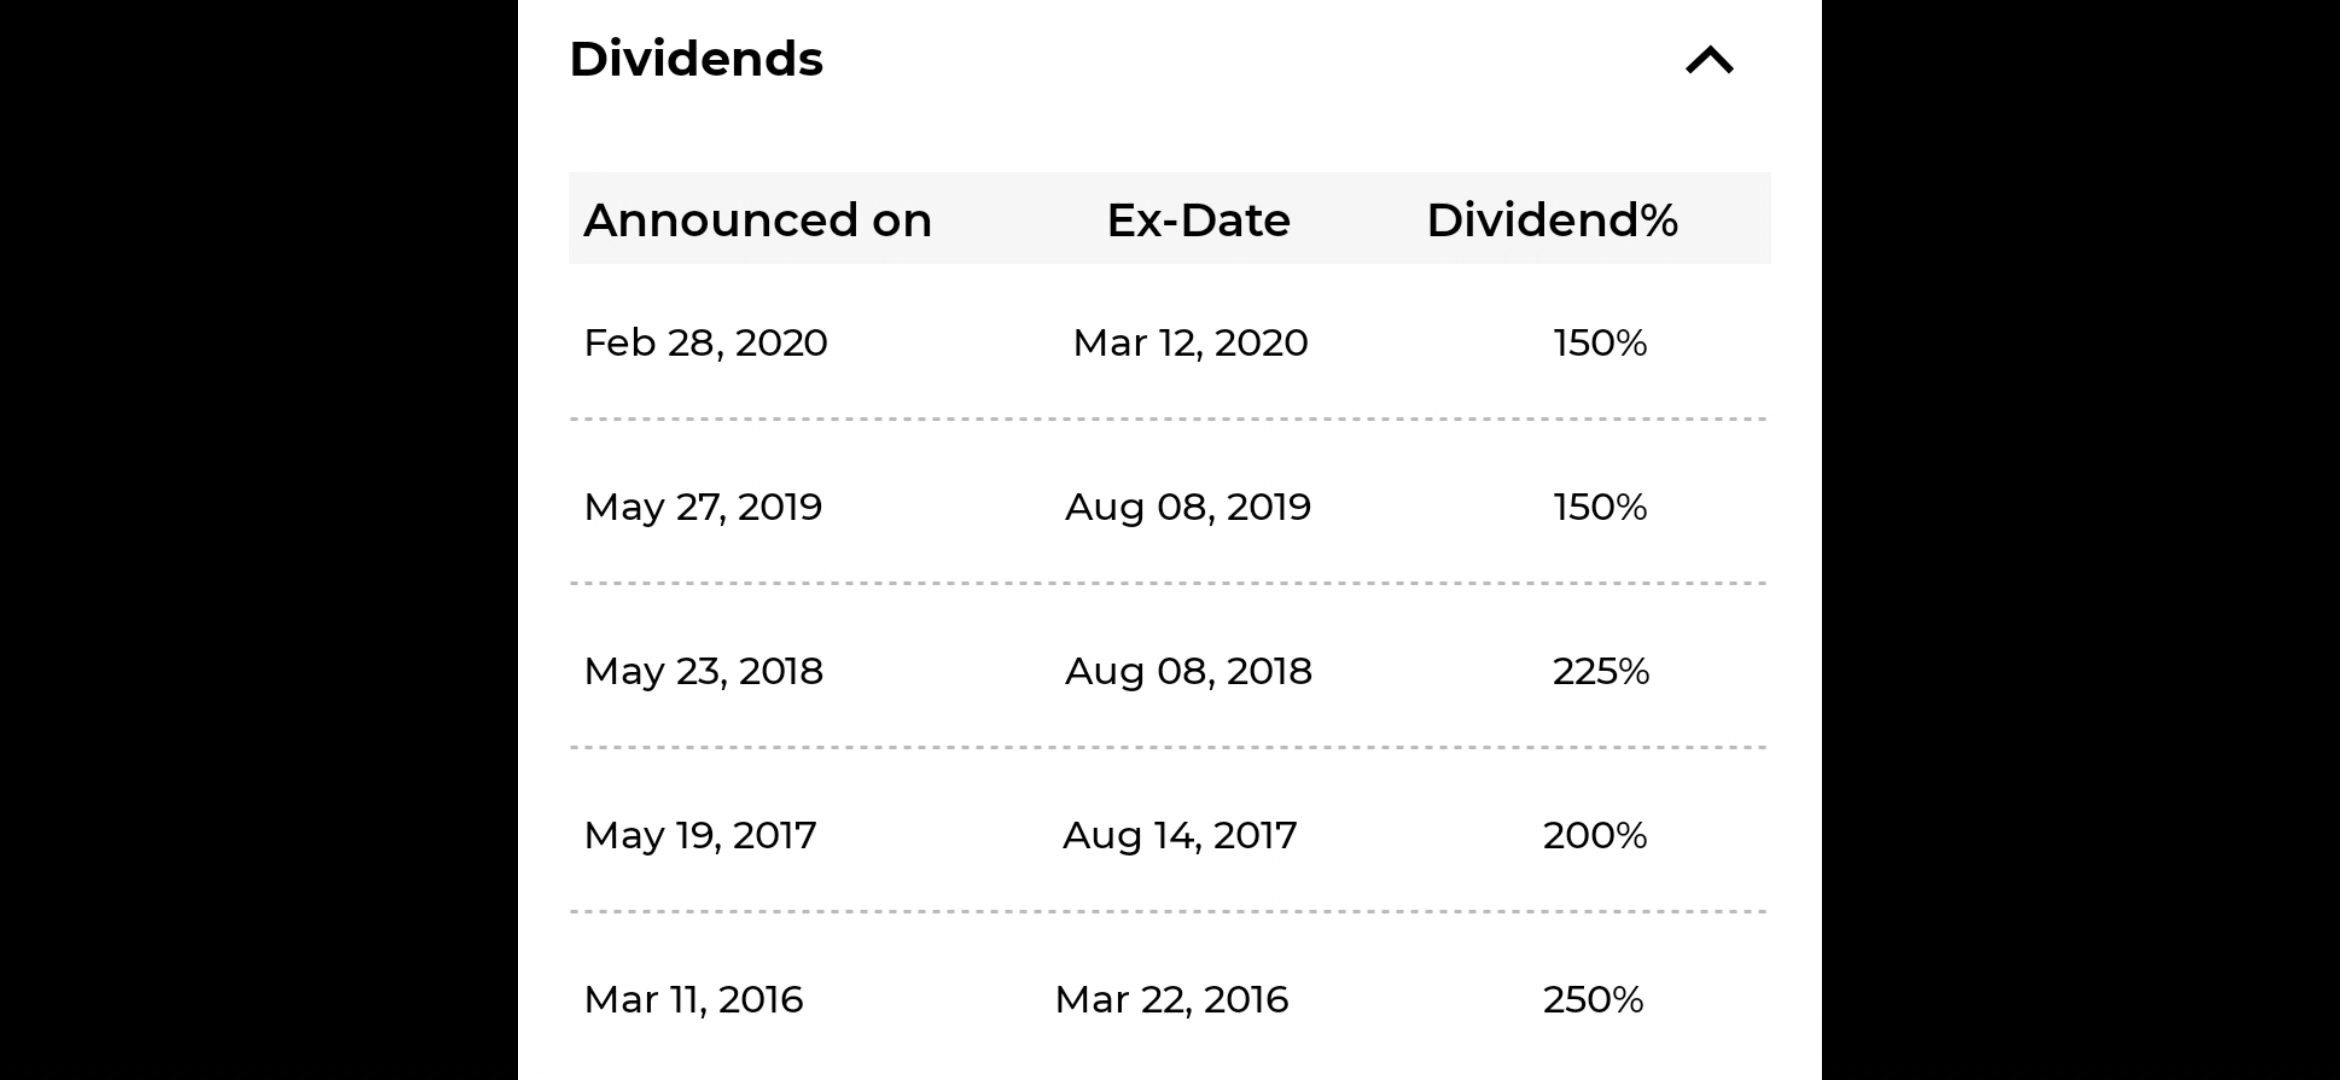 Dividends
Announced on Ex-Date Dividend%
Feb 28, 2020 Mar 12, 2020 150%
May 27, 2019 Aug 08, 2019 150%
May 23, 2018 Aug 08, 2018 225%
May 19, 2017 Aug 14, 2017 200%
Mar 11, 2016 Mar 22, 2016 250%